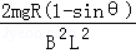 2mgR(1-sinθ)
B²L²